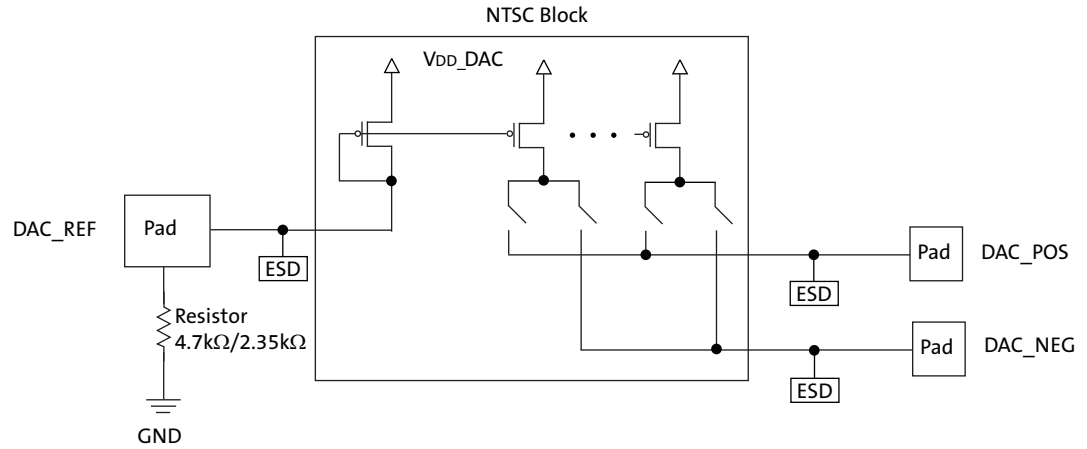 NTSC Block
VDD_DAC
DAC_REF
Pad
ESD
Resistor
4.7kΩ/2.35kΩ
GND
Pad
DAC_POS
ESD
Pad
DAC_NEG
ESD